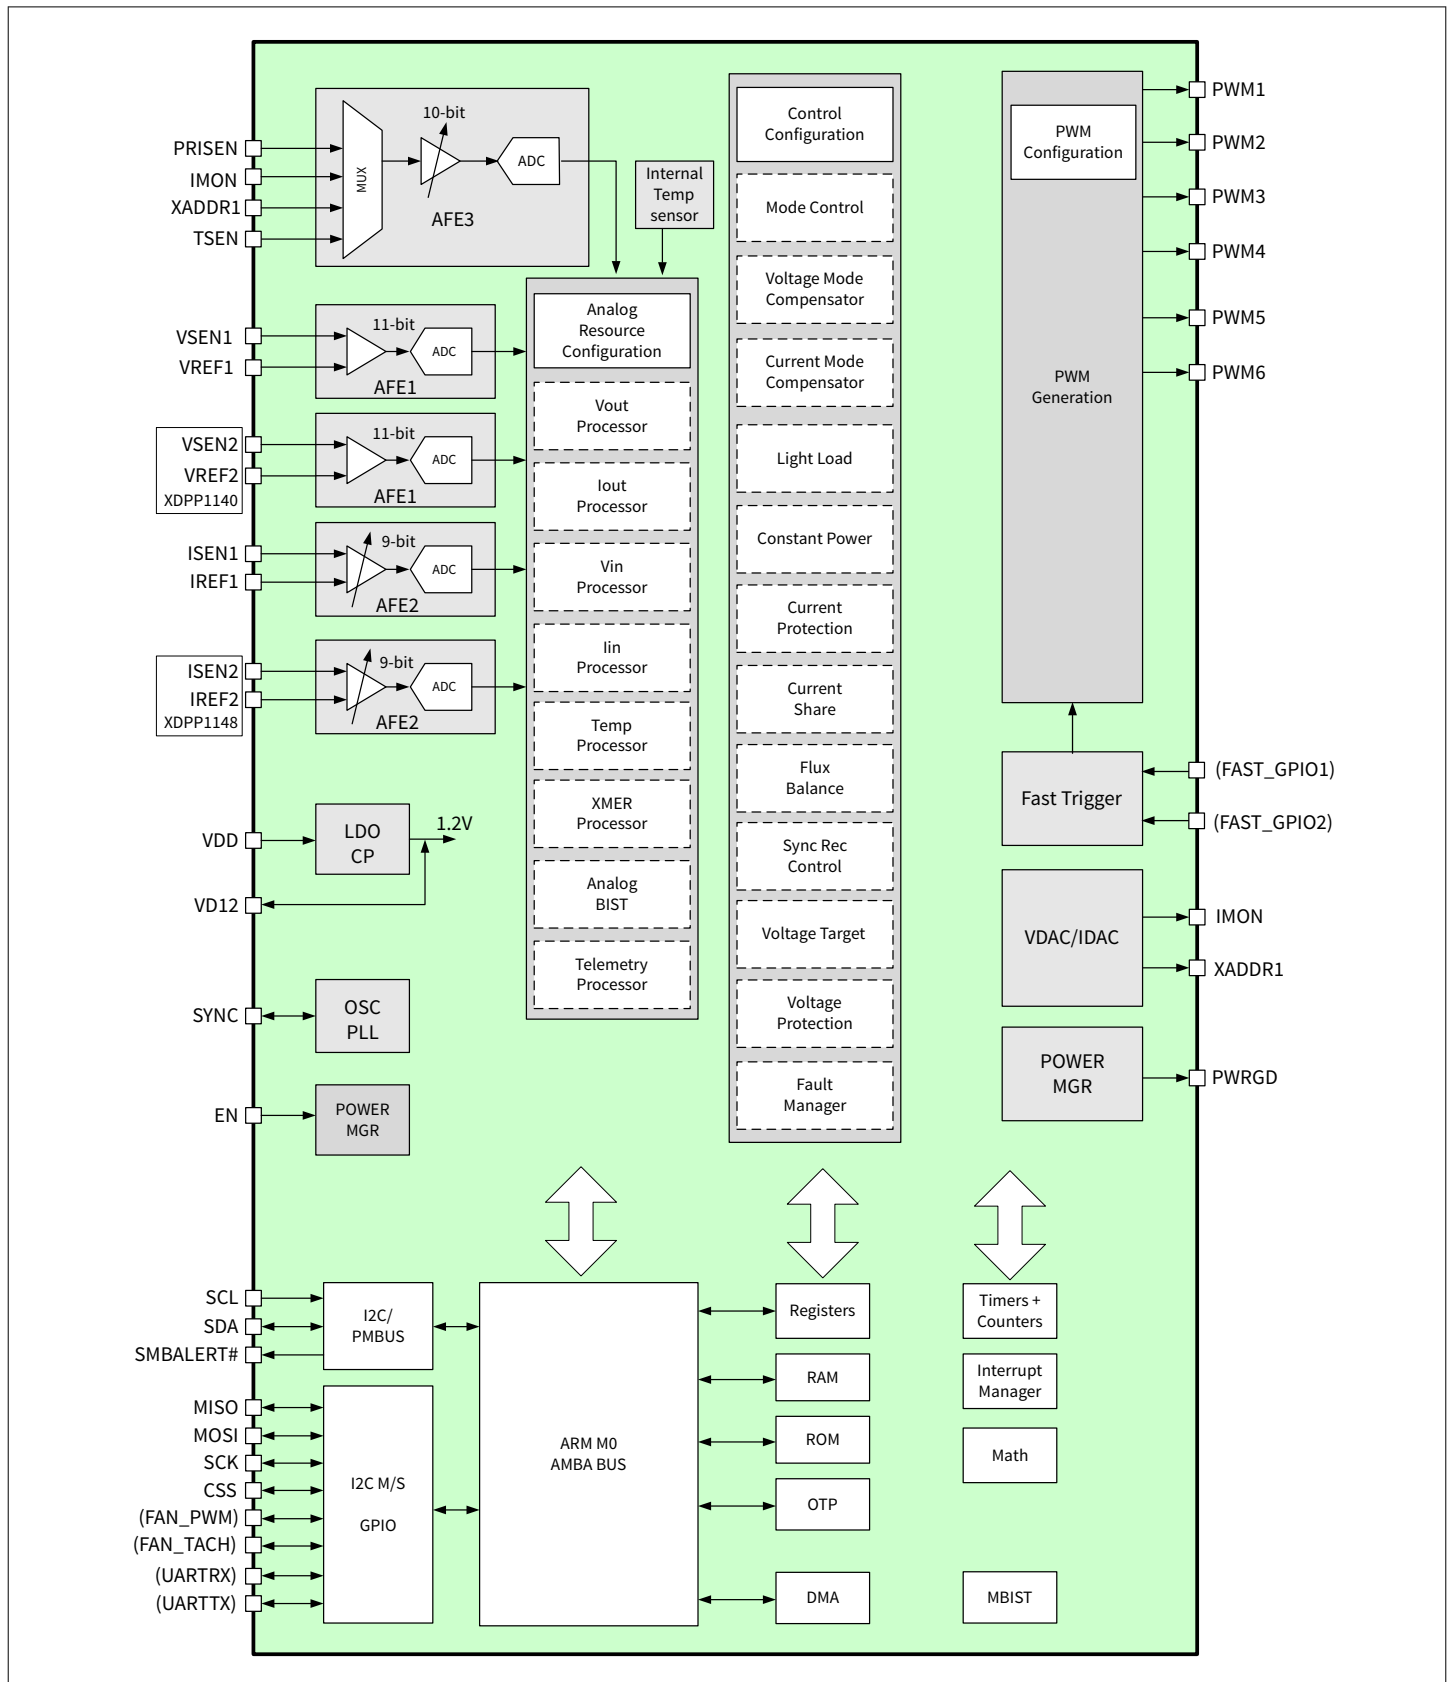 PRISEN
IMON
XADDR1
TSEN
MUX
10-bit
ADC
AFE3
Internal
Temp
sensor
VSEN1
VREF1
11-bit
ADC
AFE1
VSEN2
VREF2
XDPP1140
11-bit
ADC
AFE1
ISEN1
IREF1
9-bit
ADC
AFE2
ISEN2
IREF2
XDPP1148
9-bit
ADC
AFE2
VDD
LDO
CP
1.2V
VD12
SYNC
OSC
PLL
EN
POWER
MGR
Analog
Resource
Configuration
Vout
Processor
Iout
Processor
Vin
Processor
Iin
Processor
Temp
Processor
XMER
Processor
Analog
BIST
Telemetry
Processor
Control
Configuration
Mode Control
Voltage Mode
Compensator
Current Mode
Compensator
Light Load
Constant Power
Current
Protection
Current
Share
Flux
Balance
Sync Rec
Control
Voltage Target
Voltage
Protection
Fault
Manager
PWM
Configuration
PWM
Generation
PWM1
PWM2
PWM3
PWM4
PWM5
PWM6
Fast Trigger
(FAST_GPIO1)
(FAST_GPIO2)
VDAC/IDAC
IMON
XADDR1
POWER
MGR
PWRGD
SCL
SDA
SMBALERT#
I2C/
PMBUS
MISO
MOSI
SCK
CSS
(FAN_PWM)
(FAN_TACH)
(UARTRX)
(UARTTX)
I2C M/S
GPIO
ARM M0
AMBA BUS
Registers
RAM
ROM
OTP
DMA
Timers +
Counters
Interrupt
Manager
Math
MBIST